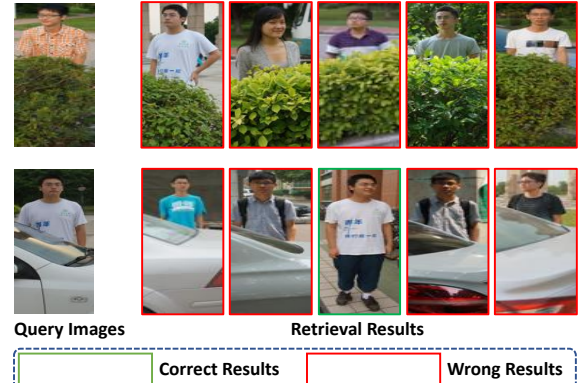 Query Images
Retrieval Results
Correct Results
Wrong Results